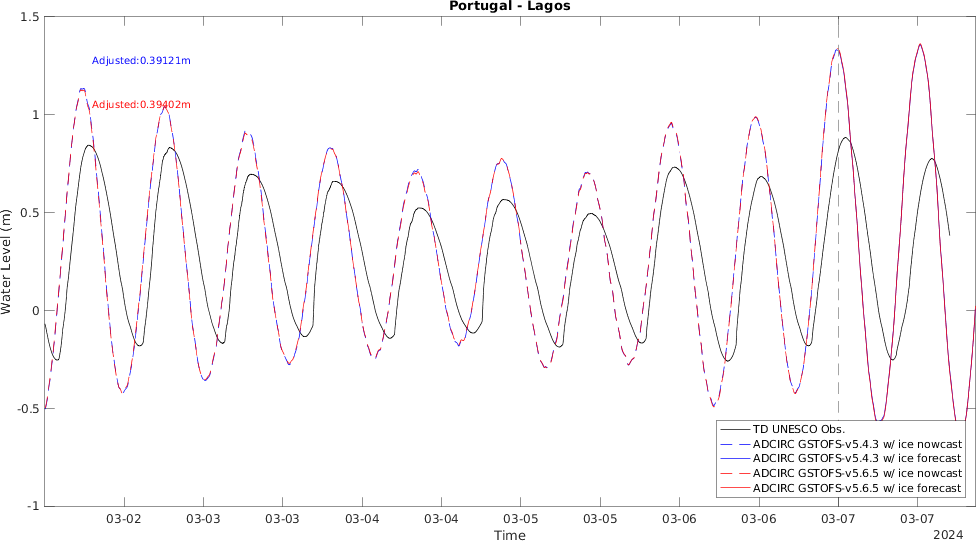 Portugal - Lagos
1.5
1
0.5
0
-0.5
-1
Water Level (m)
Adjusted:0.39121m
Adjusted:0.39402m
TD UNESCO Obs.
ADCIRC GSTOFS-v5.4.3 w/ ice nowcast
ADCIRC GSTOFS-v5.4.3 w/ ice forecast
ADCIRC GSTOFS-v5.6.5 w/ ice nowcast
ADCIRC GSTOFS-v5.6.5 w/ ice forecast
03-02 03-03 03-03 03-04 03-04 03-05 03-05 03-06 03-06 03-07 03-07
Time
2024